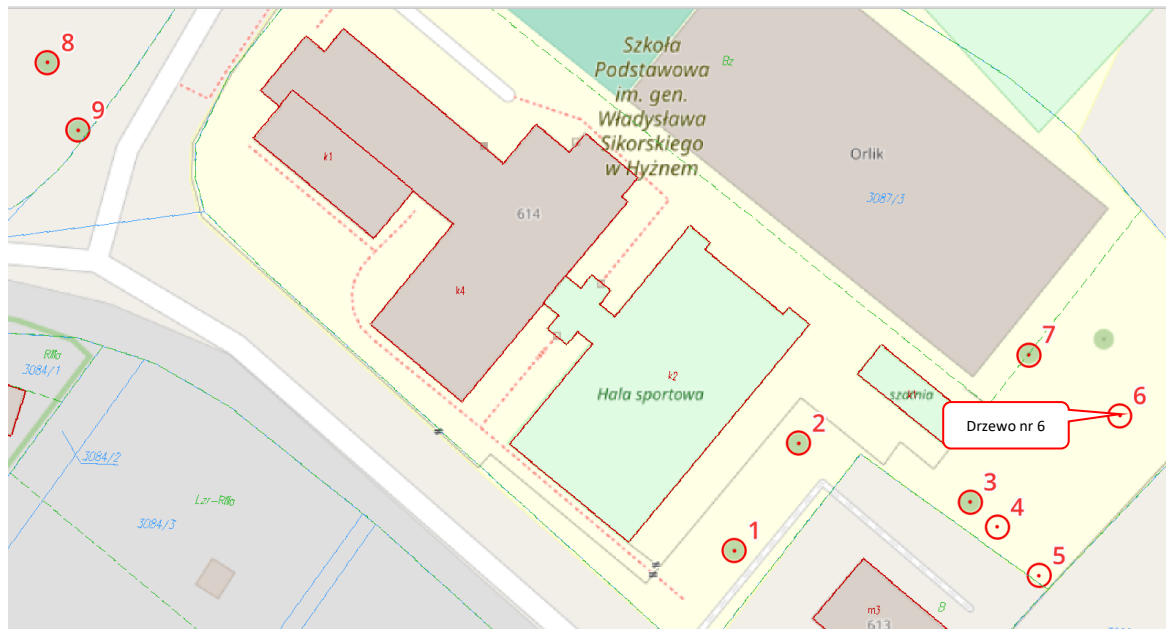 8
9
Szkoła
Podstawowa
im. gen.
Władysława
Sikorskiego
w Hyżnem
Bz
Orlik
3087/3
k1
614
k4
k2
Hala sportowa
szatnia
7
6
Drzewo nr 6
2
3
4
1
5
RIIIa
3084/1
3084/2
Lzr-RIIIa
3084/3
m3
613
B